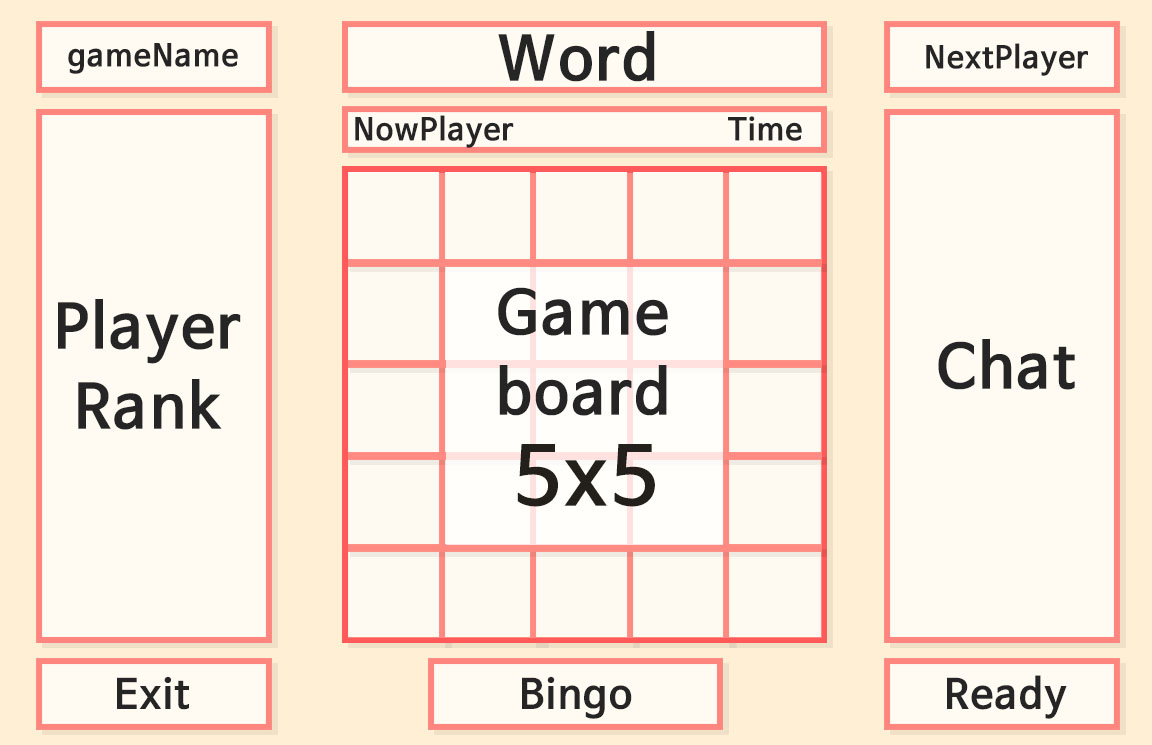 gameName
Word
NextPlayer
NowPlayer
Time
Player
Rank
Game
board
5x5
Chat
Exit
Bingo
Ready